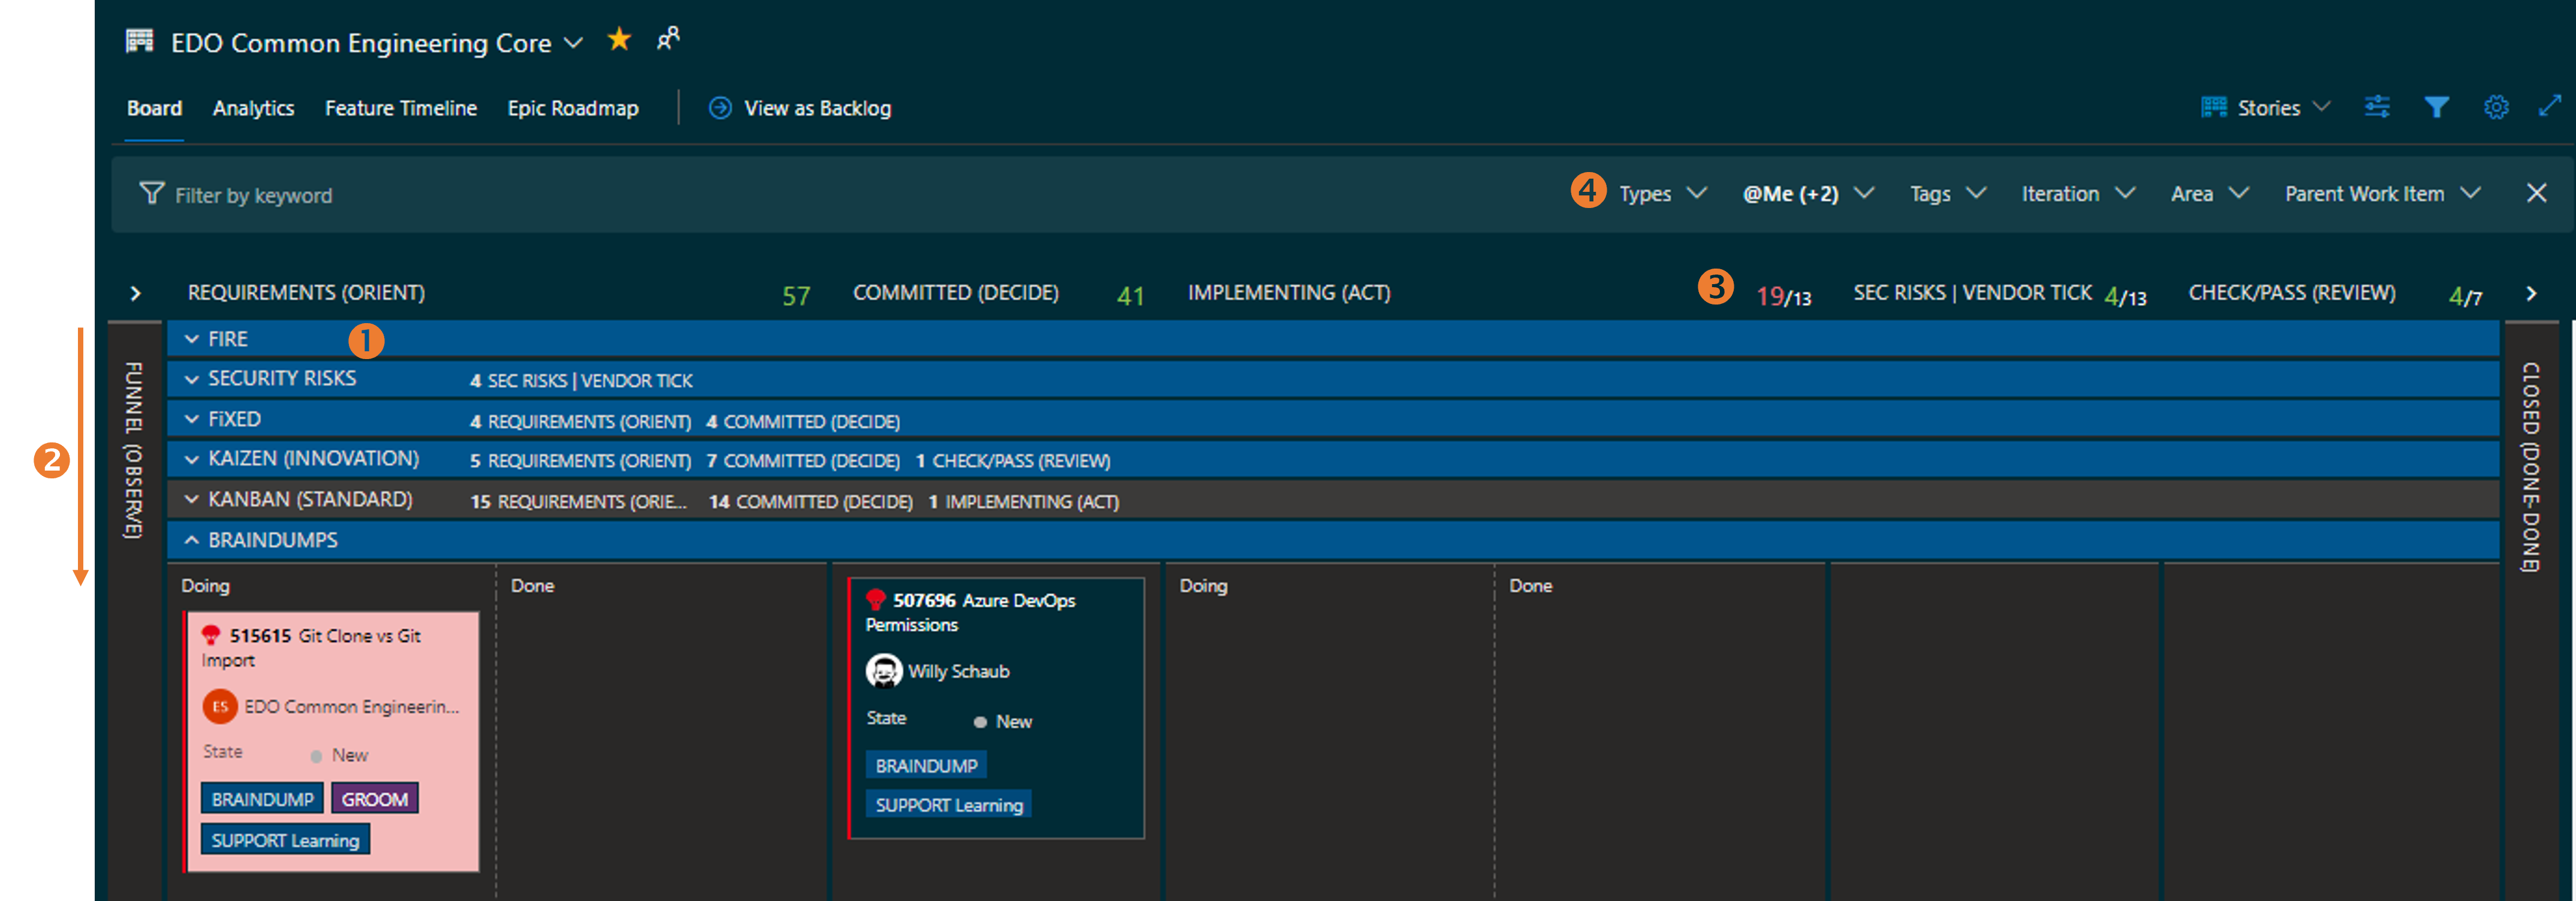 EDO Common Engineering Core
Board Analytics Feature Timeline Epic Roadmap View as Backlog Stories
Filter by keyword 4 Types @Me (+2) Tags Iteration Area Parent Work Item
REQUIREMENTS (ORIENT) 57 COMMITTED (DECIDE) 41 IMPLEMENTING (ACT) 3 19/13 SEC RISKS | VENDOR TICK 4/13 CHECK/PASS (REVIEW) 4/7
FUNNEL (OBSERVE)
2
FIRE 1
SECURITY RISKS 4 SEC RISKS | VENDOR TICK
FiXED 4 REQUIREMENTS (ORIENT) 4 COMMITTED (DECIDE)
KAIZEN (INNOVATION) 5 REQUIREMENTS (ORIENT) 7 COMMITTED (DECIDE) 1 CHECK/PASS (REVIEW)
KANBAN (STANDARD) 15 REQUIREMENTS (ORIE... 14 COMMITTED (DECIDE) 1 IMPLEMENTING (ACT)
BRAINDUMPS
CLOSED (DONE-DONE)
Doing Done
515615 Git Clone vs Git
Import
ES EDO Common Engineerin...
State New
BRAINDUMP GROOM
SUPPORT Learning
507696 Azure DevOps
Permissions
Willy Schaub
State New
BRAINDUMP
SUPPORT Learning
Doing Done